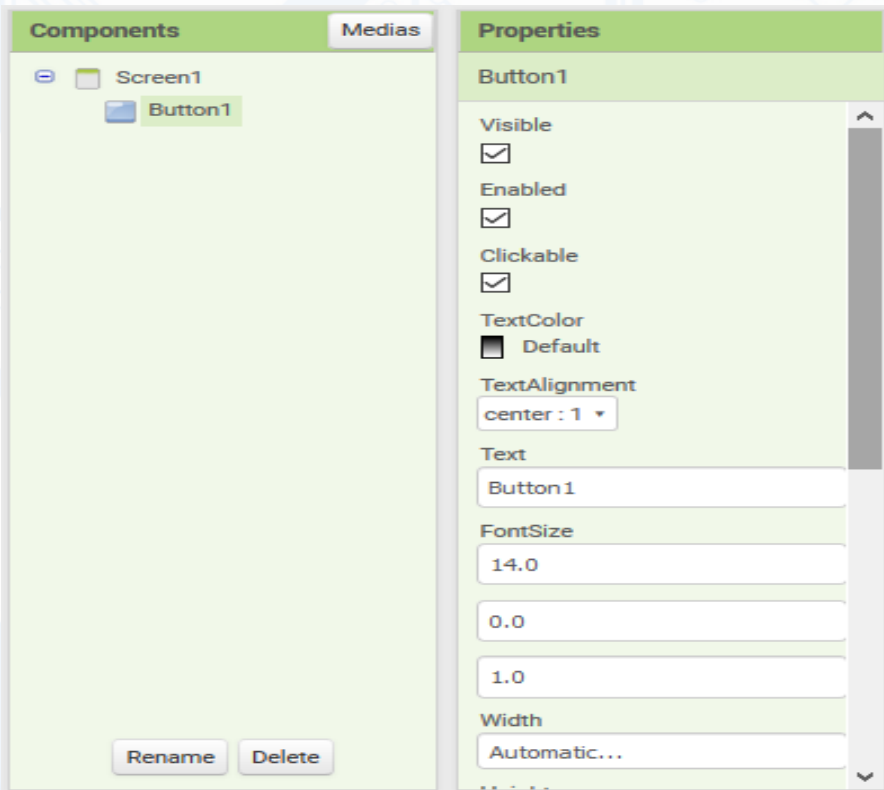 Components
Medias
Screen1
Button1
Rename
Delete
Properties
Button1
Visible
Enabled
Clickable
TextColor
Default
TextAlignment
center : 1
Text
Button1
FontSize
14.0
0.0
1.0
Width
Automatic...